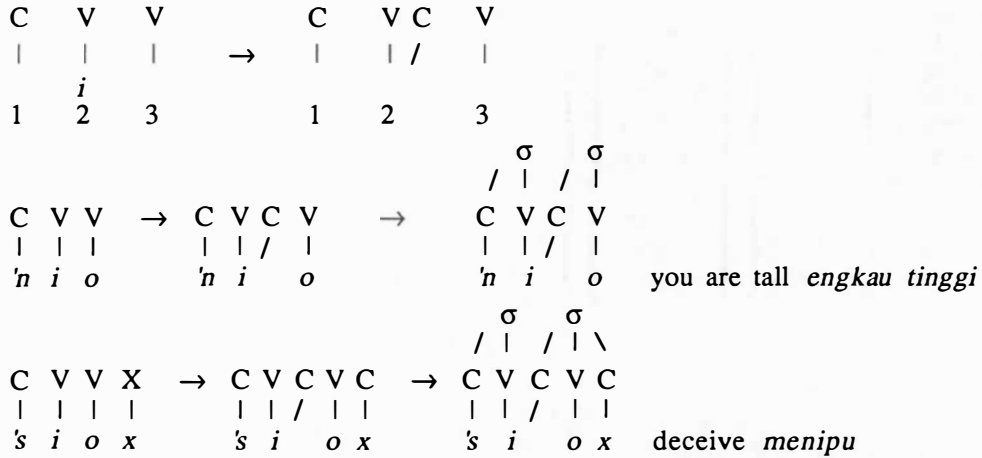 C V V C V C V
| | | → | | / |
i
1 2 3 1 2 3
σ σ
/ | / |
C V V → C V C V → C V C V
| | | | | / | | | / |
'n i o 'n i o 'n i o you are tall engkau tinggi
σ σ
/ | / | \
C V V X → C V C V C → C V C V C
| | | | | | / | | | | / | |
's i o x 's i o x 's i o x deceive menipu